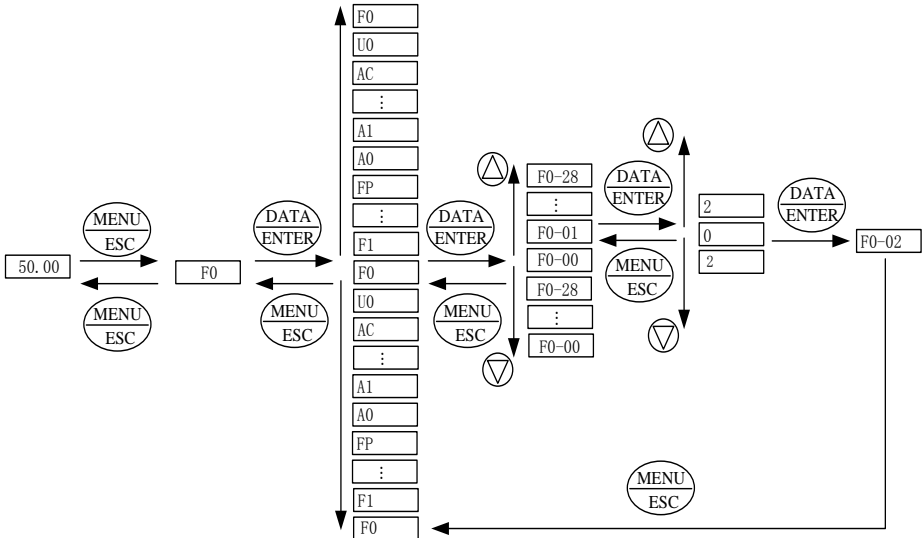 50.00
MENU
ESC
MENU
ESC
F0
DATA
ENTER
MENU
ESC
F0
U0
AC
⋮
A1
A0
FP
⋮
F1
F0
U0
AC
⋮
A1
A0
FP
⋮
F1
F0
DATA
ENTER
MENU
ESC
F0-28
⋮
F0-01
F0-00
F0-28
⋮
F0-00
DATA
ENTER
MENU
ESC
2
0
2
DATA
ENTER
F0-02
MENU
ESC